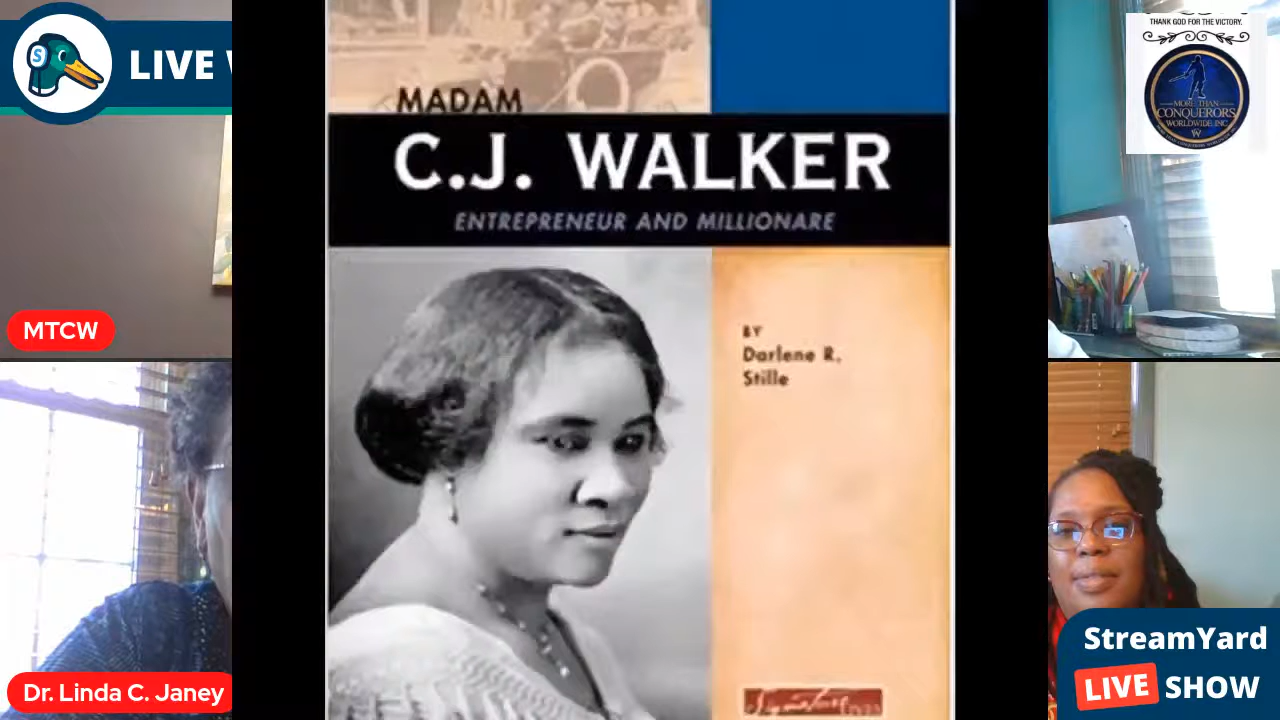 S
LIVE
MTCW
Dr. Linda C. Janey
MADAM
C.J. WALKER
ENTREPRENEUR AND MILLIONARE
BY
Darlene R.
Stille
THANK GOD FOR THE VICTORY.
MORE THAN
CONQUERORS
WORLDWIDE INC.
StreamYard
LIVE SHOW